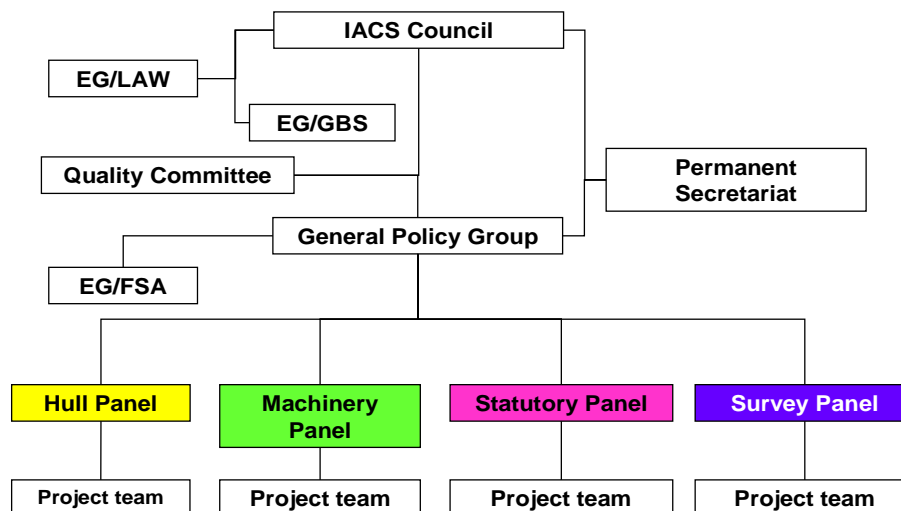 IACS Council
EG/LAW
EG/GBS
Quality Committee
Permanent
Secretariat
General Policy Group
EG/FSA
Hull Panel
Machinery
Panel
Statutory Panel
Survey Panel
Project team
Project team
Project team
Project team